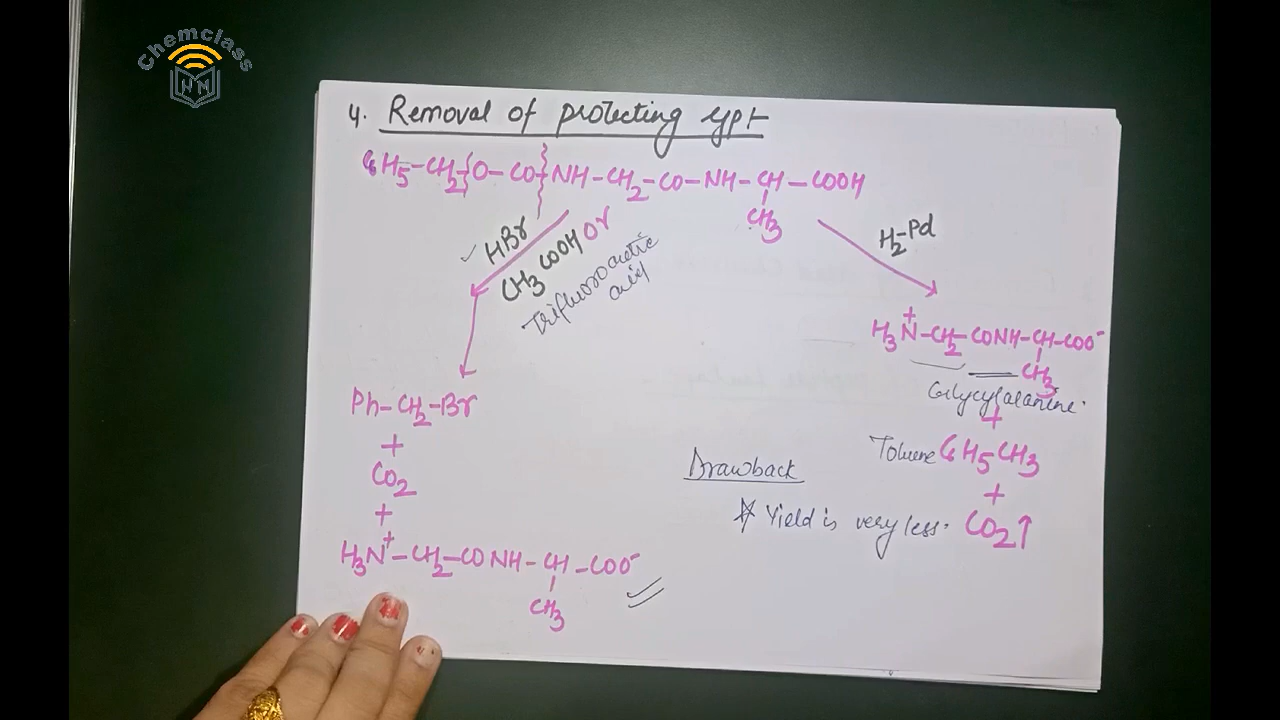 Chemclass
NM
4. Removal of protecting gpt
C6H5-CH2-O-CO-NH-CH2-CO-NH-CH-COOH
CH3
HBr
CH3COOH Or
Trifluoroacetic
acid
H2-Pd
H3N+-CH2-CONH-CH-COO-
CH3
Glycylalanine.
+
Toluene C6H5CH3
+
CO2↑
Ph-CH2-Br
+
CO2
+
H3N+-CH2-CONH-CH-COO-
CH3
Drawback
* Yield is very less.